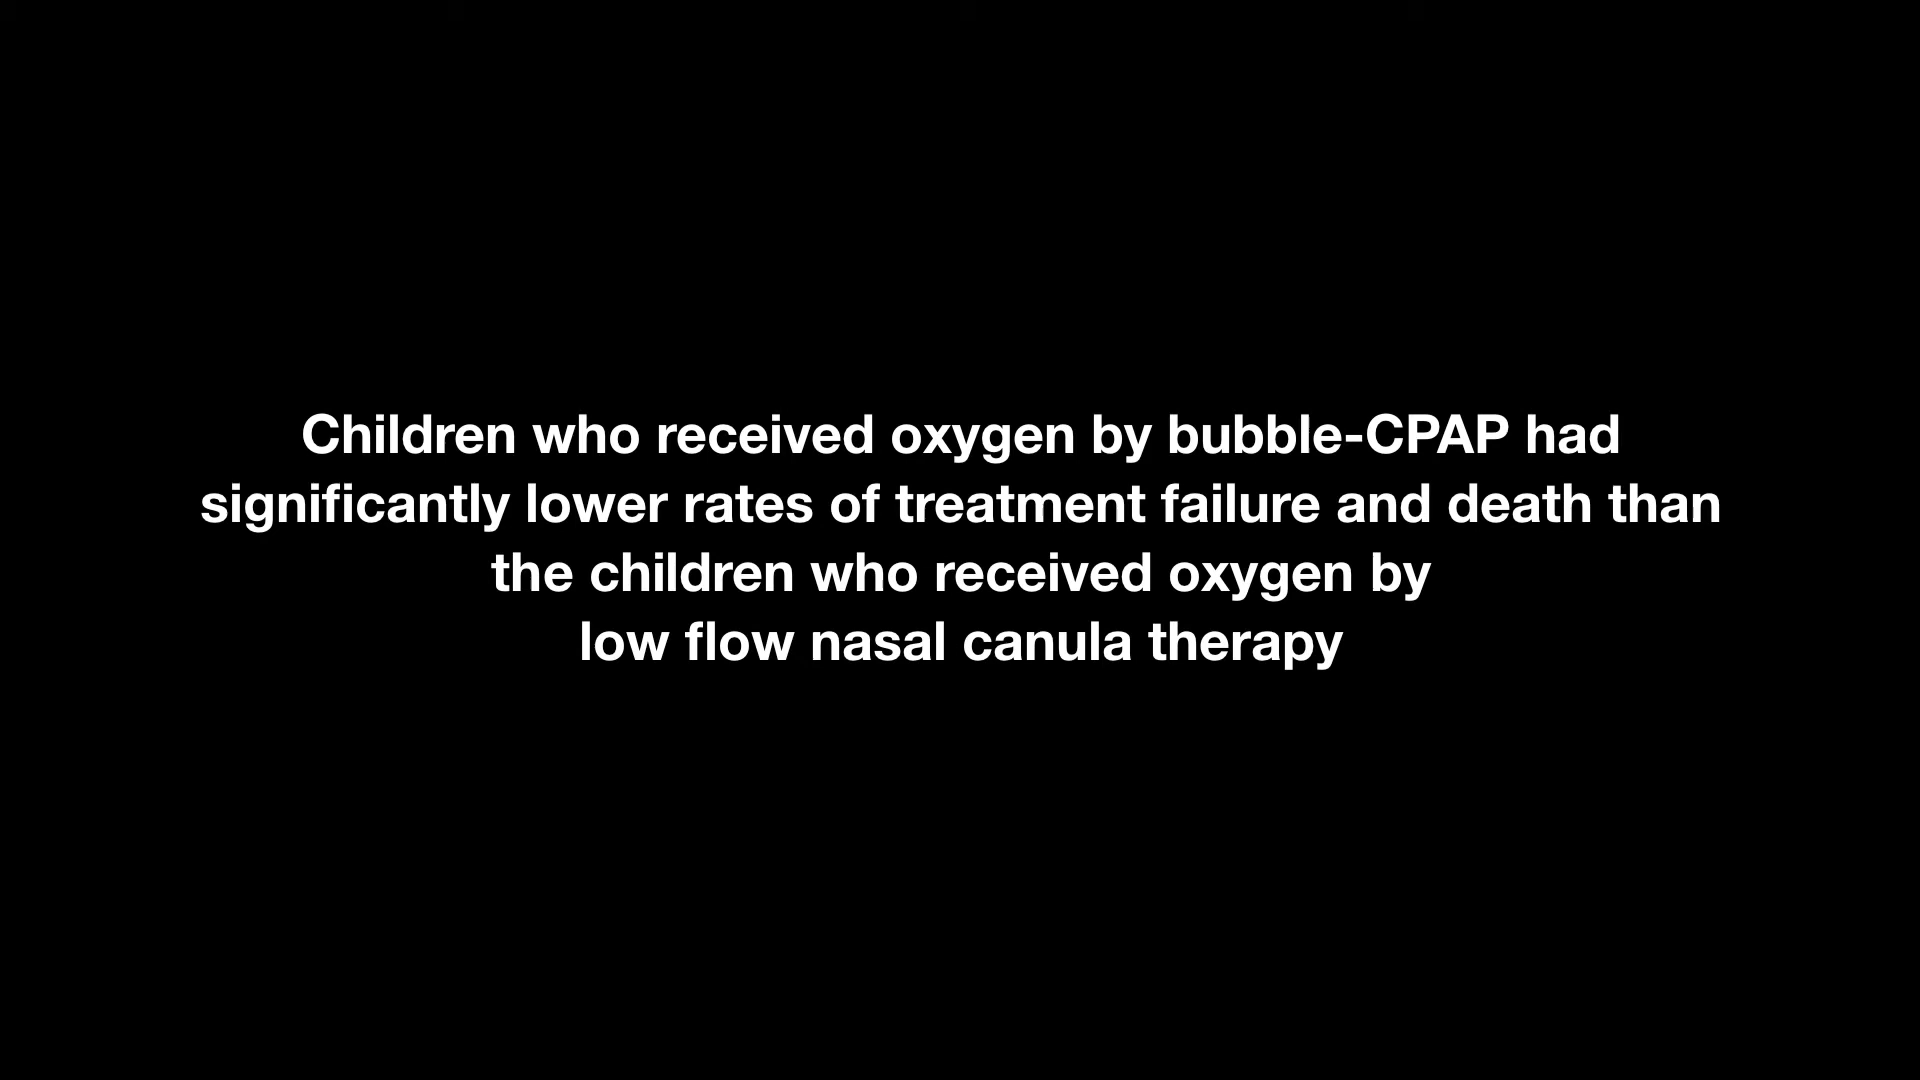 Children who received oxygen by bubble-CPAP had
significantly lower rates of treatment failure and death than
the children who received oxygen by
low flow nasal canula therapy